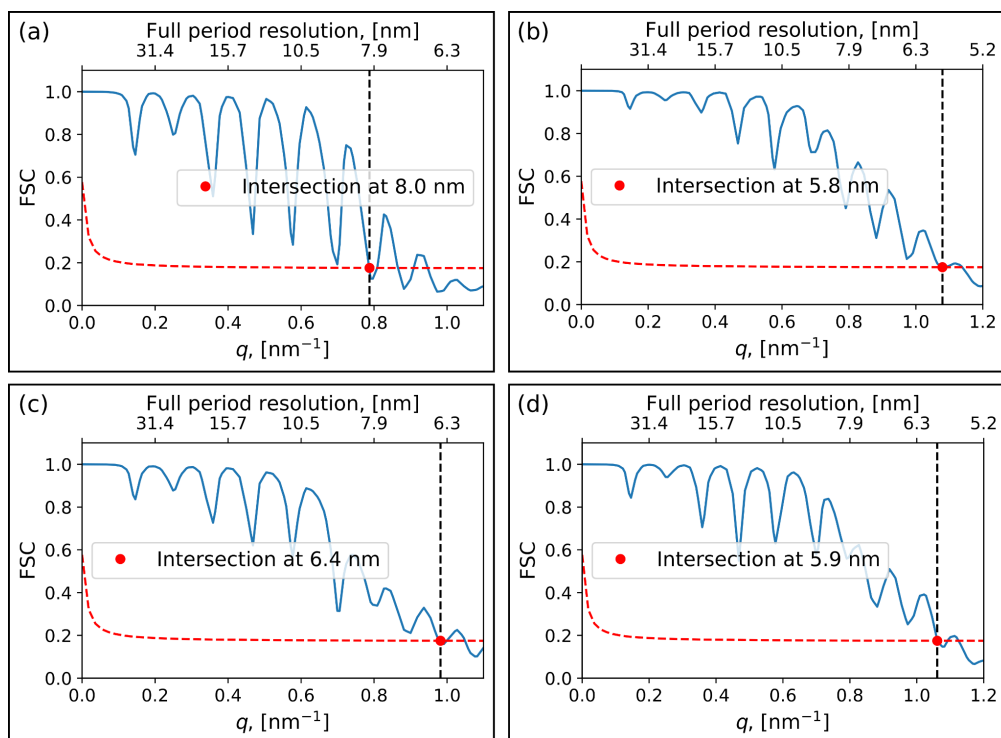 (a)
Full period resolution, [nm]
31.4 15.7 10.5 7.9 6.3
1.0
0.8
0.6
0.4
0.2
0.0
FSC
Intersection at 8.0 nm
0.0 0.2 0.4 0.6 0.8 1.0
q, [nm⁻¹]
(b)
Full period resolution, [nm]
31.4 15.7 10.5 7.9 6.3 5.2
1.0
0.8
0.6
0.4
0.2
0.0
FSC
Intersection at 5.8 nm
0.0 0.2 0.4 0.6 0.8 1.0 1.2
q, [nm⁻¹]
(c)
Full period resolution, [nm]
31.4 15.7 10.5 7.9 6.3
1.0
0.8
0.6
0.4
0.2
0.0
FSC
Intersection at 6.4 nm
0.0 0.2 0.4 0.6 0.8 1.0
q, [nm⁻¹]
(d)
Full period resolution, [nm]
31.4 15.7 10.5 7.9 6.3 5.2
1.0
0.8
0.6
0.4
0.2
0.0
FSC
Intersection at 5.9 nm
0.0 0.2 0.4 0.6 0.8 1.0 1.2
q, [nm⁻¹]